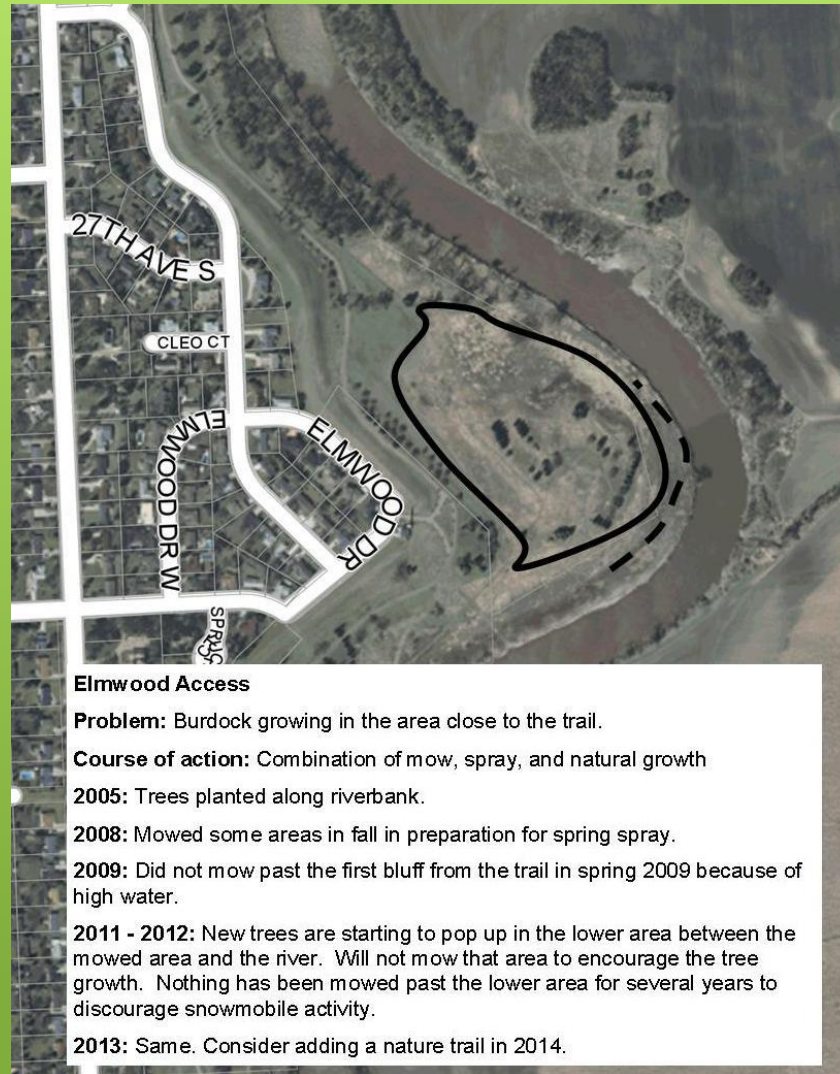 27TH AVE S
CLEO CT
ELMWOOD DR W
ELMWOOD DR
Elmwood Access
Problem: Burdock growing in the area close to the trail.
Course of action: Combination of mow, spray, and natural growth
2005: Trees planted along riverbank.
2008: Mowed some areas in fall in preparation for spring spray.
2009: Did not mow past the first bluff from the trail in spring 2009 because of
high water.
2011 - 2012: New trees are starting to pop up in the lower area between the
mowed area and the river. Will not mow that area to encourage the tree
growth. Nothing has been mowed past the lower area for several years to
discourage snowmobile activity.
2013: Same. Consider adding a nature trail in 2014.